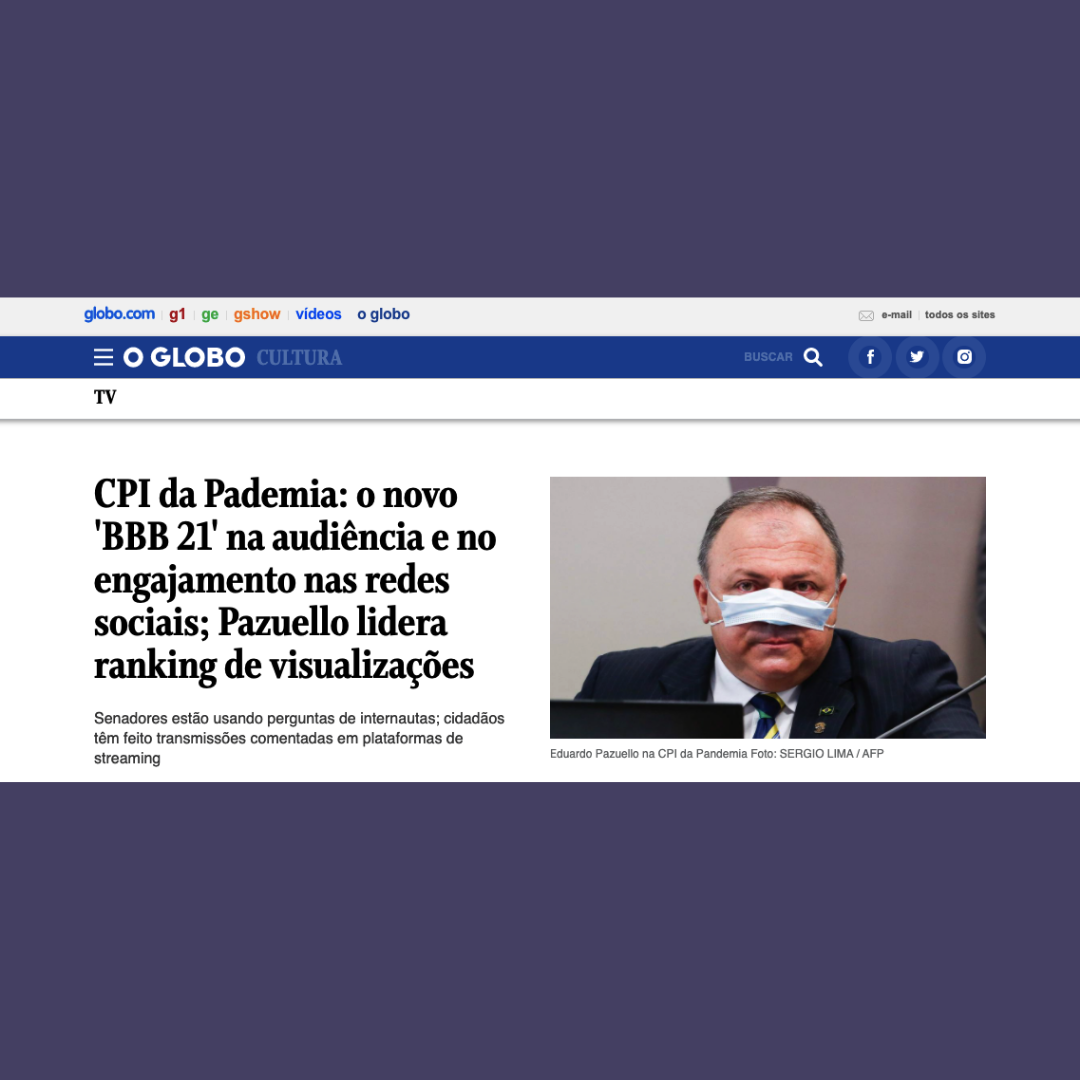 globo.com g1 ge gshow vídeos o globo e-mail todos os sites
O GLOBO CULTURA BUSCAR
TV
CPI da Pademia: o novo
'BBB 21' na audiência e no
engajamento nas redes
sociais; Pazuello lidera
ranking de visualizações
Senadores estão usando perguntas de internautas; cidadãos
têm feito transmissões comentadas em plataformas de
streaming
Eduardo Pazuello na CPI da Pandemia Foto: SERGIO LIMA / AFP